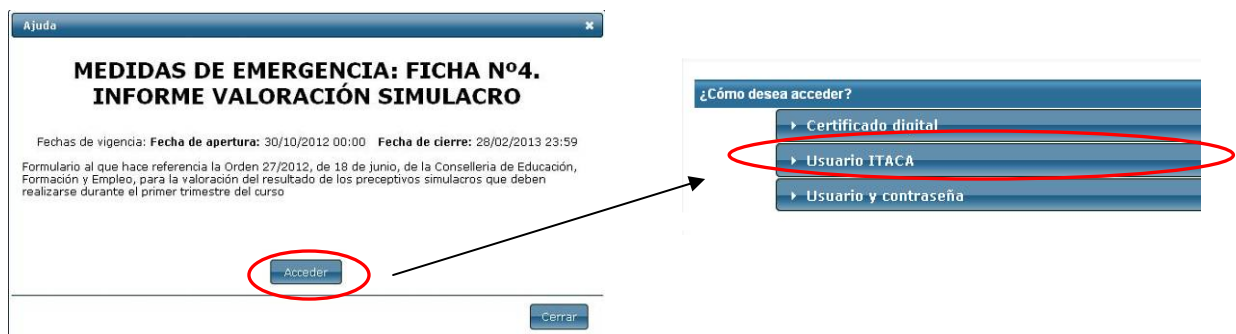 Ajuda
MEDIDAS DE EMERGENCIA: FICHA Nº4.
INFORME VALORACIÓN SIMULACRO
Fechas de vigencia: Fecha de apertura: 30/10/2012 00:00 Fecha de cierre: 28/02/2013 23:59
Formulario al que hace referencia la Orden 27/2012, de 18 de junio, de la Conselleria de Educación,
Formación y Empleo, para la valoración del resultado de los preceptivos simulacros que deben
realizarse durante el primer trimestre del curso
Acceder
Cerrar
¿Cómo desea acceder?
Certificado digital
Usuario ITACA
Usuario y contraseña